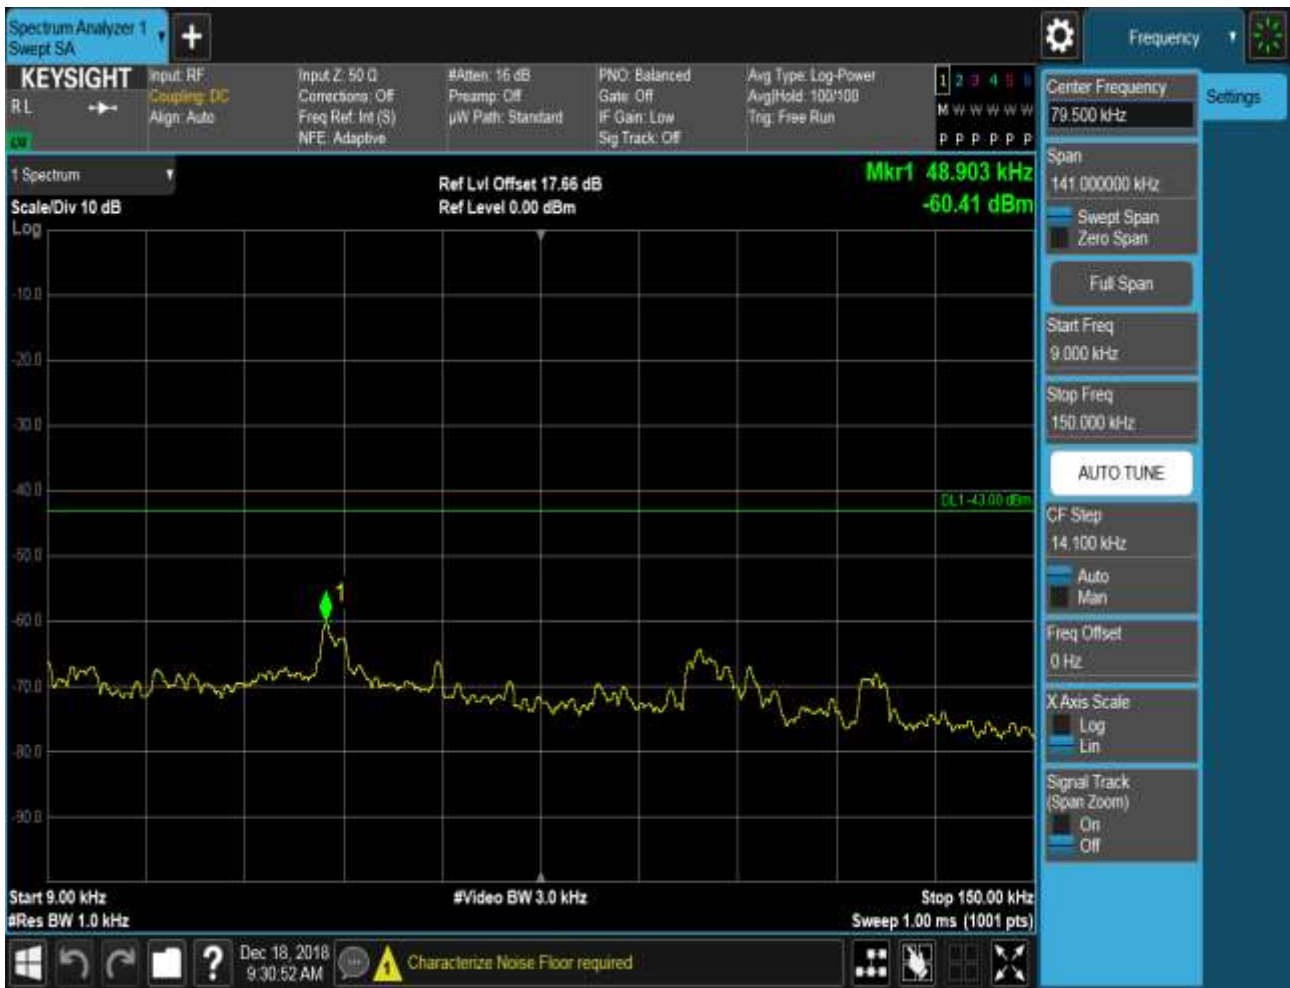 Spectrum Analyzer 1
Swept SA
+
Frequency
KEYSIGHT
R L
Input: RF
Coupling: DC
Align: Auto
Input Z: 50 Ω
Corrections: Off
Freq Ref: Int (S)
NFE: Adaptive
#Atten: 16 dB
Preamp: Off
µW Path: Standard
PNO: Balanced
Gate: Off
IF Gain: Low
Sig Track: Off
Avg Type: Log-Power
Avg|Hold: 100/100
Trig: Free Run
1 2 3 4 5 6
M W W W W W
P P P P P P
1 Spectrum
Scale/Div 10 dB
Log
Ref Lvl Offset 17.66 dB
Ref Level 0.00 dBm
Mkr1 48.903 kHz
-60.41 dBm
-10.0
-20.0
-30.0
-40.0
DL1 -43.00 dBm
-50.0
1
-60.0
-70.0
-80.0
-90.0
Start 9.00 kHz
#Res BW 1.0 kHz
#Video BW 3.0 kHz
Stop 150.00 kHz
Sweep 1.00 ms (1001 pts)
Center Frequency
79.500 kHz
Settings
Span
141.000000 kHz
Swept Span
Zero Span
Full Span
Start Freq
9.000 kHz
Stop Freq
150.000 kHz
AUTO TUNE
CF Step
14.100 kHz
Auto
Man
Freq Offset
0 Hz
X Axis Scale
Log
Lin
Signal Track
(Span Zoom)
On
Off
?
Dec 18, 2018
9:30:52 AM
1
Characterize Noise Floor required